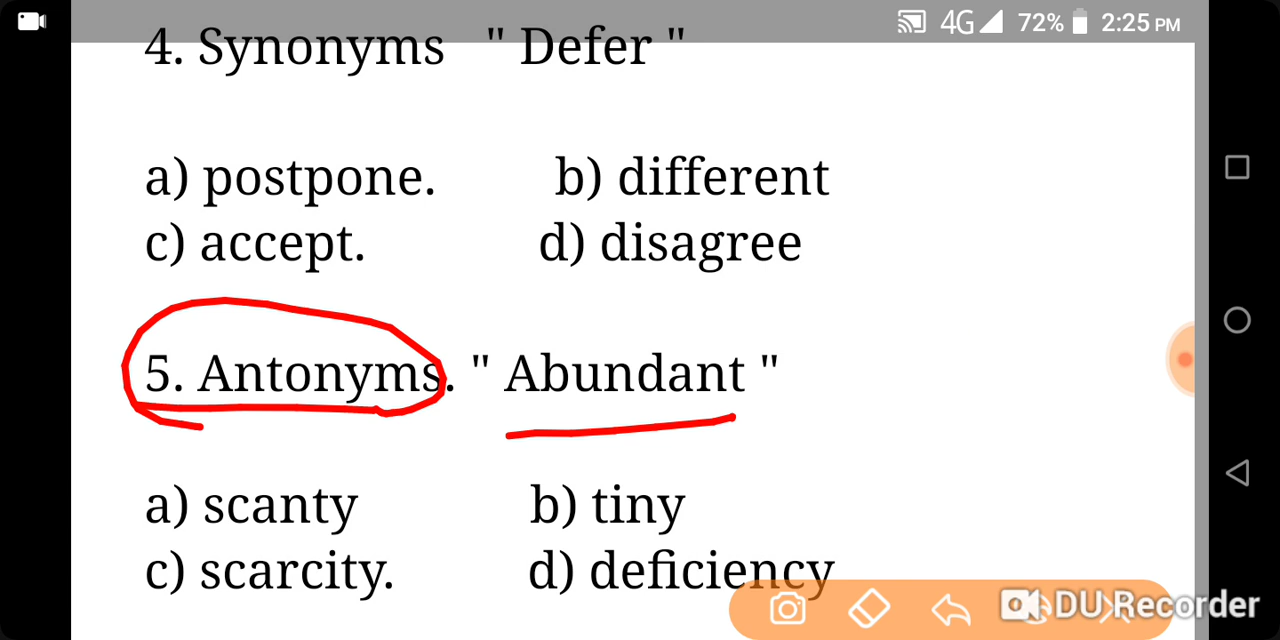 4G 72% 2:25 PM
4. Synonyms " Defer "
a) postpone. b) different
c) accept. d) disagree
5. Antonyms. " Abundant "
a) scanty b) tiny
c) scarcity. d) deficiency
DU Recorder